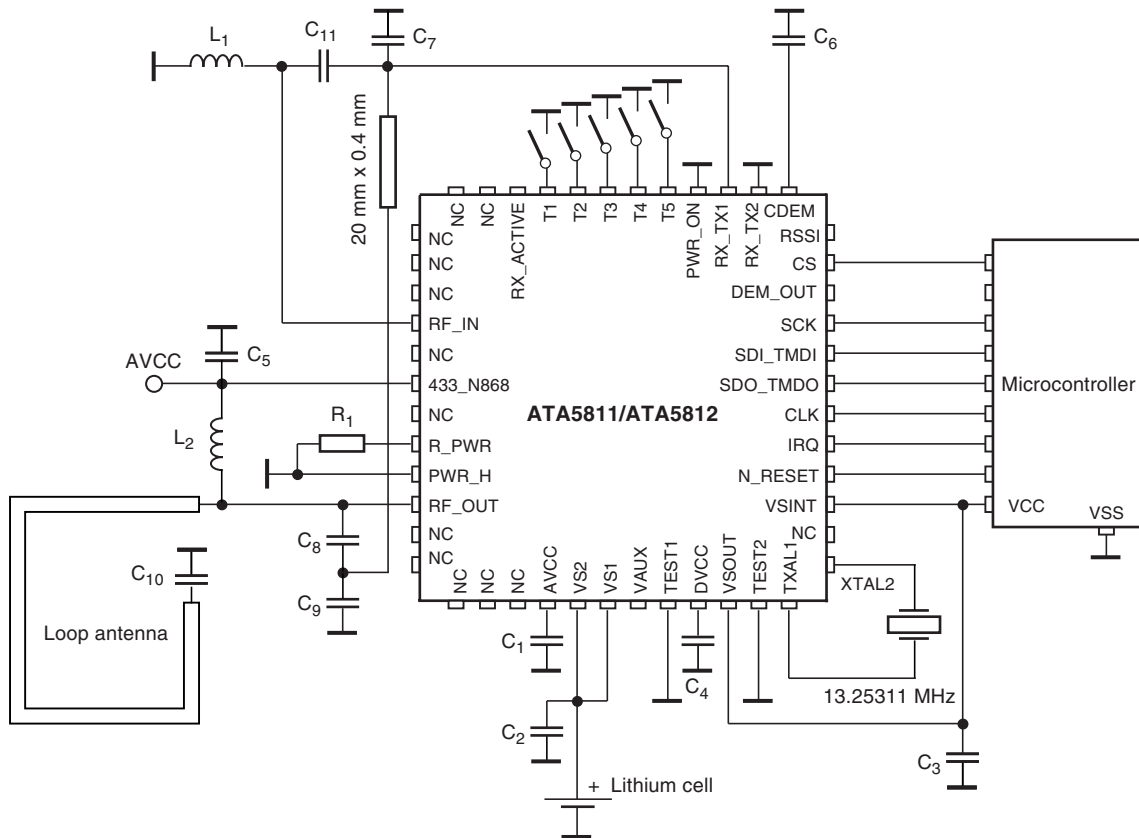 L1
C11
C7
C6
20 mm x 0.4 mm
NC
NC
RX_ACTIVE
T1
T2
T3
T4
T5
PWR_ON
RX_TX1
RX_TX2
CDEM
NC
NC
NC
RF_IN
NC
433_N868
NC
R_PWR
PWR_H
RF_OUT
NC
NC
RSSI
CS
DEM_OUT
SCK
SDI_TMDI
SDO_TMDO
CLK
IRQ
N_RESET
VSINT
NC
XTAL2
ATA5811/ATA5812
Microcontroller
VCC
VSS
AVCC
C5
L2
R1
C8
C9
C10
Loop antenna
NC
NC
NC
AVCC
VS2
VS1
VAUX
TEST1
DVCC
VSOUT
TEST2
TXAL1
C1
C4
C2
13.25311 MHz
C3
+ Lithium cell